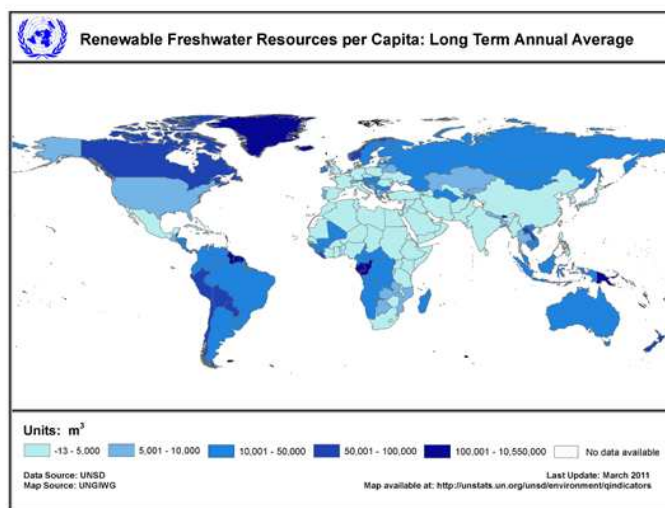 Renewable Freshwater Resources per Capita: Long Term Annual Average
Units: m³
-13 - 5,000
5,001 - 10,000
10,001 - 50,000
50,001 - 100,000
100,001 - 10,550,000
No data available
Data Source: UNSD
Map Source: UNGIWG
Last Update: March 2011
Map available at: http://unstats.un.org/unsd/environment/qindicators